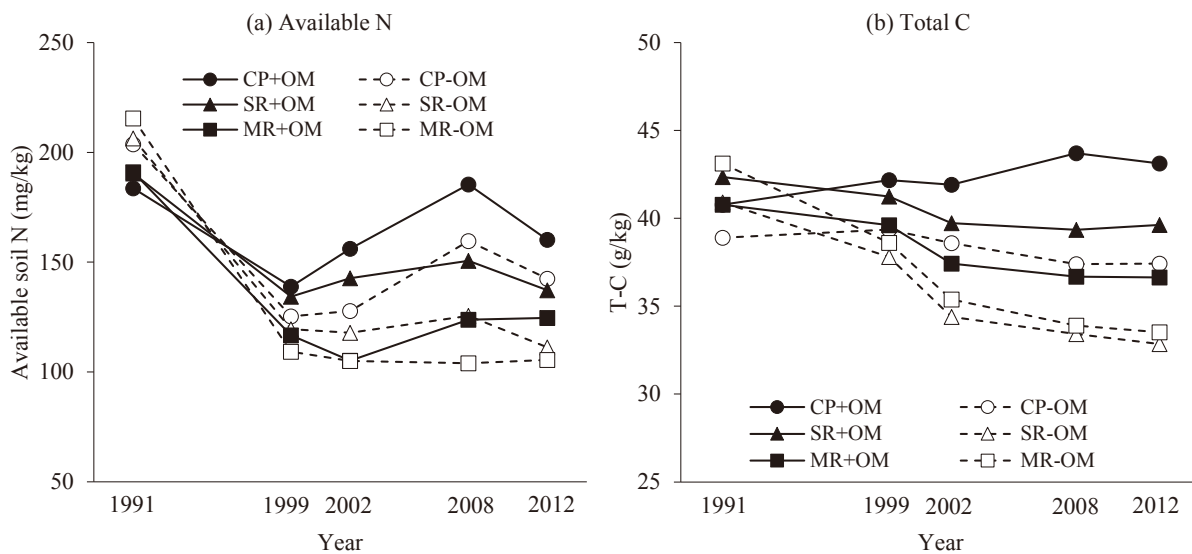 (a) Available N
250
200
150
100
50
Available soil N (mg/kg)
CP+OM CP-OM
SR+OM SR-OM
MR+OM MR-OM
1991 1999 2002 2008 2012
Year
(b) Total C
50
45
40
35
30
25
T-C (g/kg)
CP+OM CP-OM
SR+OM SR-OM
MR+OM MR-OM
1991 1999 2002 2008 2012
Year